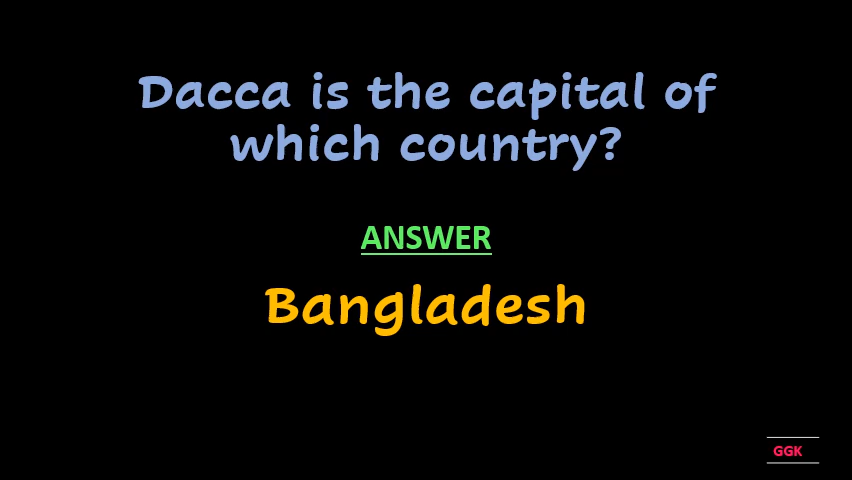 Dacca is the capital of
which country?
ANSWER
Bangladesh
GGK